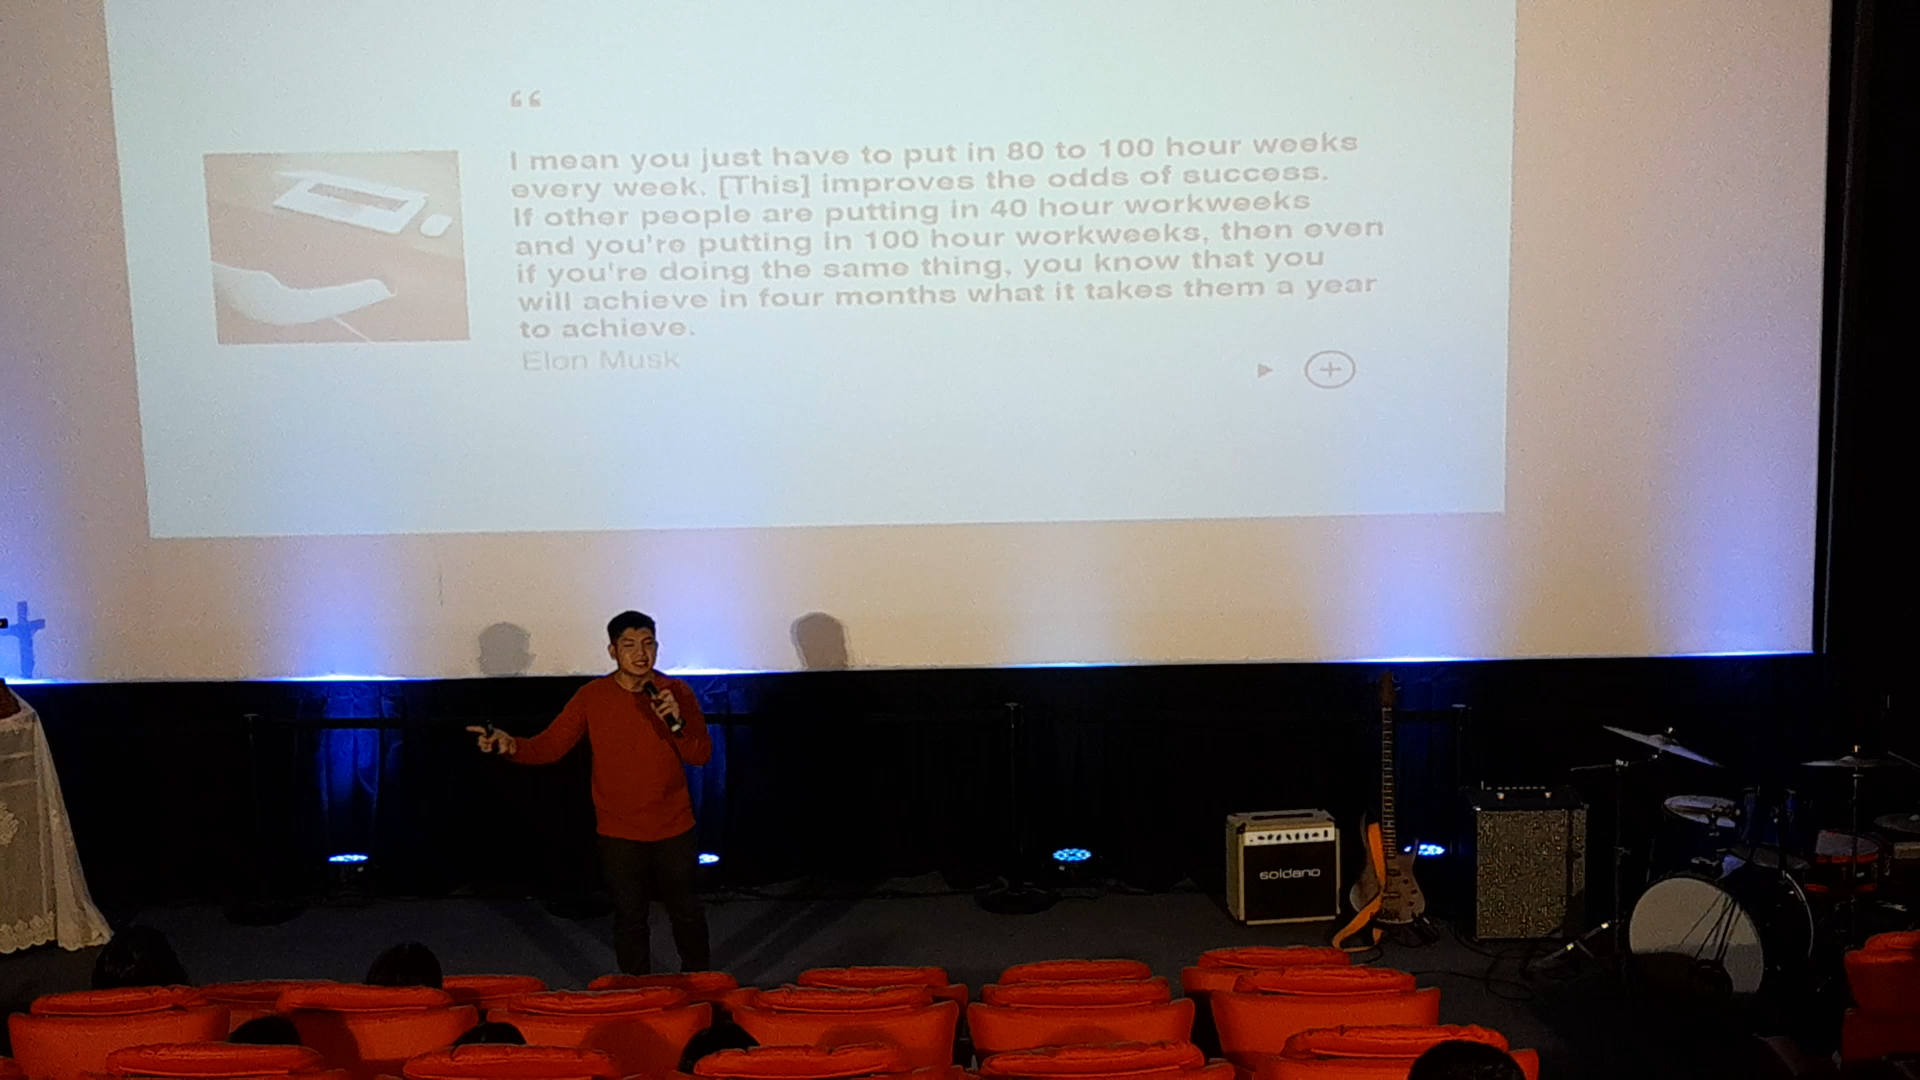 “
I mean you just have to put in 80 to 100 hour weeks
every week. [This] improves the odds of success.
If other people are putting in 40 hour workweeks
and you're putting in 100 hour workweeks, then even
if you're doing the same thing, you know that you
will achieve in four months what it takes them a year
to achieve.
Elon Musk
soldano